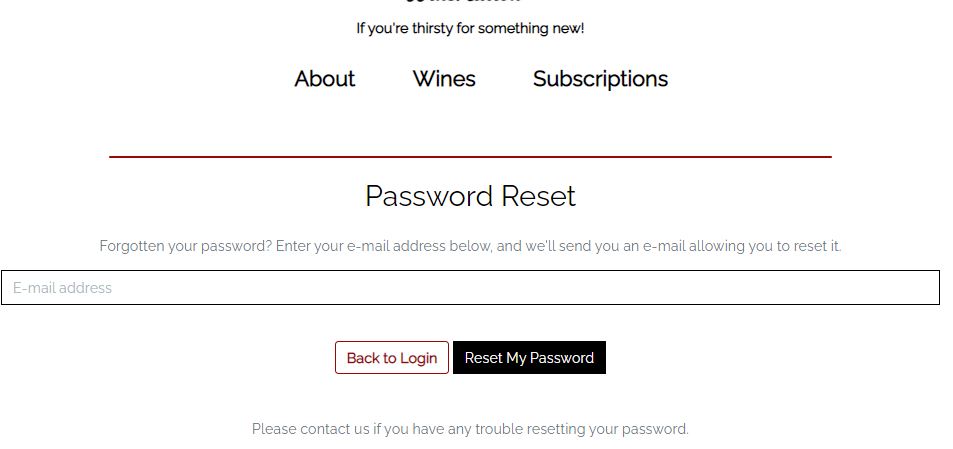 If you're thirsty for something new!
About Wines Subscriptions
Password Reset
Forgotten your password? Enter your e-mail address below, and we'll send you an e-mail allowing you to reset it.
E-mail address
Back to Login Reset My Password
Please contact us if you have any trouble resetting your password.